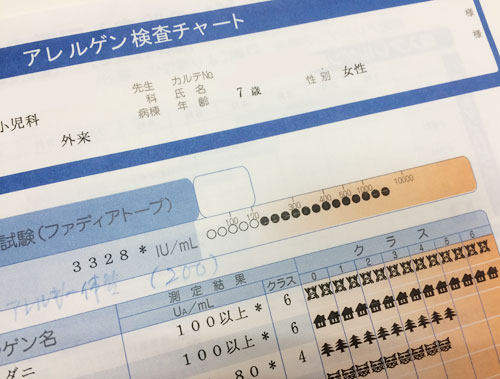 様
様
アレルゲン検査チャート
先生 カルテNo.
小児科 科 氏名
外来 病棟 年齢 7歳 性別 女性
試験(ファディアトープ)
100 120 300 400 500 1000 10000
3328* IU/mL
アレルギー体質 (200)
クラス
測定結果 クラス 0 1 2 3 4 5 6
ゲン名 UA/mL
100以上* 6
ダニ 100以上* 6
80* 4